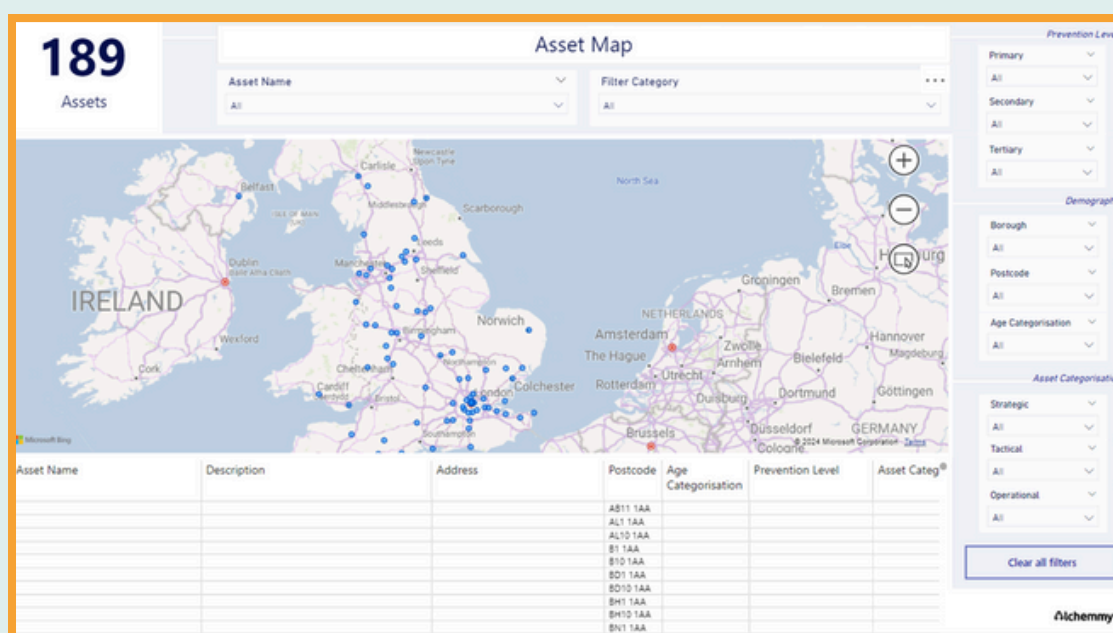 189
Assets
Asset Map
Asset Name
All
Filter Category
All
Prevention Leve
Primary
All
Secondary
All
Tertiary
All
Demograph
Borough
All
Postcode
All
Age Categorisation
All
Asset Categorisatio
Strategic
All
Tactical
All
Operational
All
Clear all filters
Alchemmy
Newcastle
Upon Tyne
Carlisle
North Sea
Belfast
ISLE OF MAN
(UK)
Middlesbrough
Scarborough
Leeds
Dublin
Baile Átha Cliath
Manchester
Sheffield
IRELAND
Wexford
Cork
Norwich
Birmingham
Northampton
Cheltenham
Colchester
London
Cardiff
Bristol
Southampton
Elbe
Groningen
Bremen
NETHERLANDS
Amsterdam
Zwolle
Hannover
The Hague
Arnhem
Bielefeld
Magdeburg
Utrecht
Rotterdam
Duisburg
Dortmund
Göttingen
Brussels
Düsseldorf
GERMANY
Cologne
Microsoft Bing
© 2024 Microsoft Corporation Terms
Asset Name
Description
Address
Postcode
Age
Categorisation
Prevention Level
Asset Categ
AB11 1AA
AL1 1AA
AL10 1AA
B1 1AA
B10 1AA
BD1 1AA
BD10 1AA
BH1 1AA
BH10 1AA
BN1 1AA